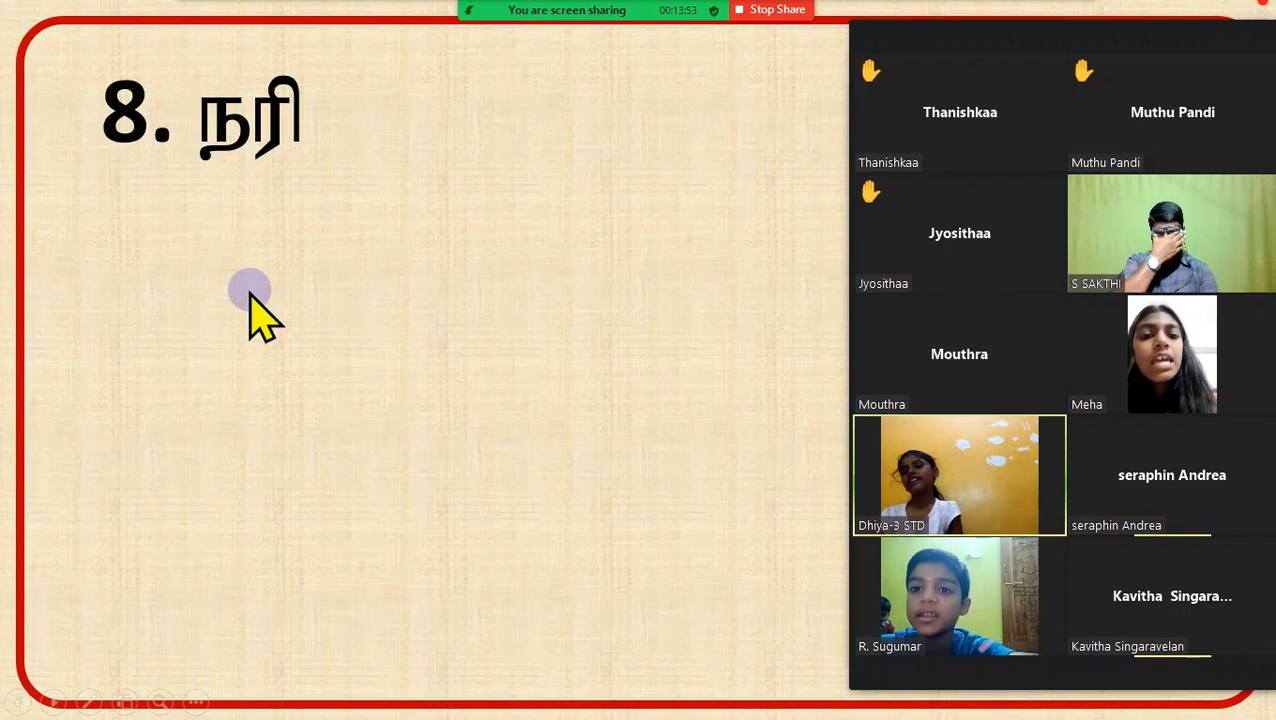 You are screen sharing
00:13:53
Stop Share
8. நரி
Thanishkaa
Thanishkaa
Muthu Pandi
Muthu Pandi
Jyosithaa
Jyosithaa
S SAKTHI
Mouthra
Mouthra
Meha
Dhiya-3 STD
seraphin Andrea
seraphin Andrea
R. Sugumar
Kavitha Singara...
Kavitha Singaravelan